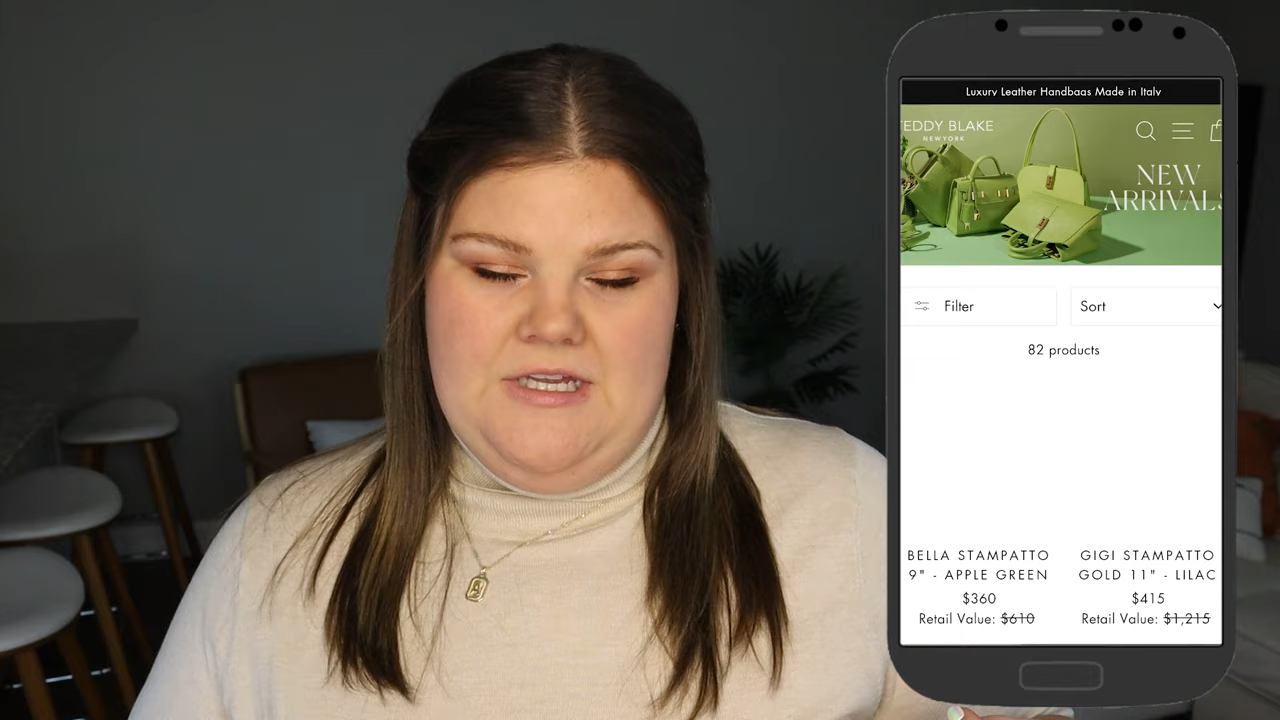 Luxury Leather Handbags Made in Italy
TEDDY BLAKE
NEW YORK
NEW
ARRIVALS
Filter
Sort
82 products
BELLA STAMPATTO
9" - APPLE GREEN
$360
Retail Value: $610
GIGI STAMPATTO
GOLD 11" - LILAC
$415
Retail Value: $1,215
A